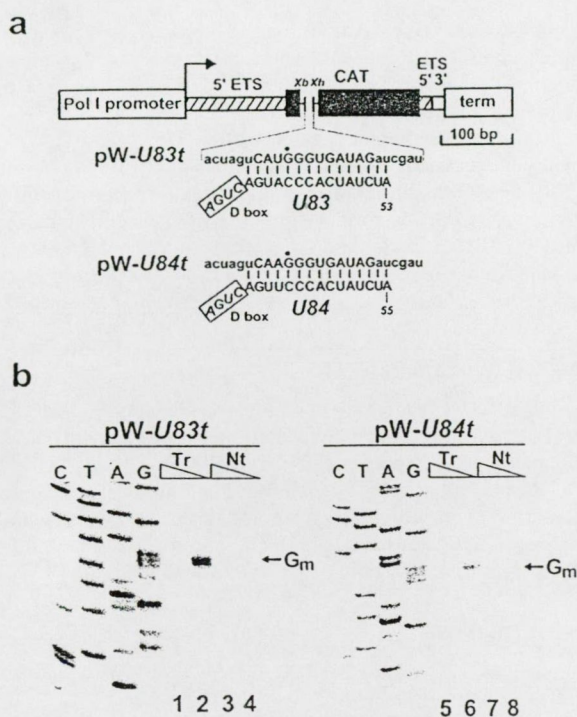 a
ETS
5' ETS Xb Xh CAT 5' 3'
Pol I promoter term
100 bp
pW-U83t acuaguCAUGGGUGAUAGaucgau
AGUC AGUACCCACUAUCUA
D box U83 53
pW-U84t acuaguCAAGGGUGAUAGaucgau
AGUC AGUUCCCACUAUCUA
D box U84 55
b
pW-U83t pW-U84t
Tr Nt Tr Nt
C T A G C T A G
←Gm ←Gm
1 2 3 4 5 6 7 8